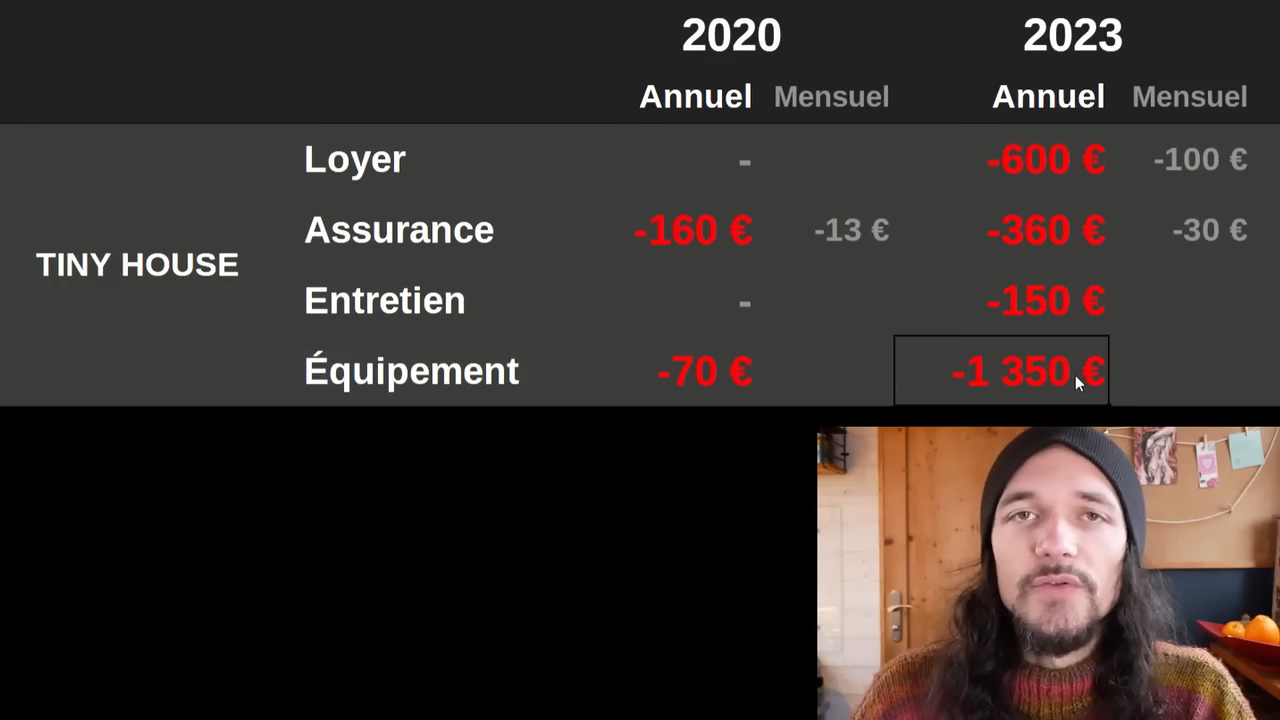 2020 2023
Annuel Mensuel Annuel Mensuel
Loyer - -600 € -100 €
Assurance -160 € -13 € -360 € -30 €
TINY HOUSE
Entretien - -150 €
Équipement -70 € -1 350 €